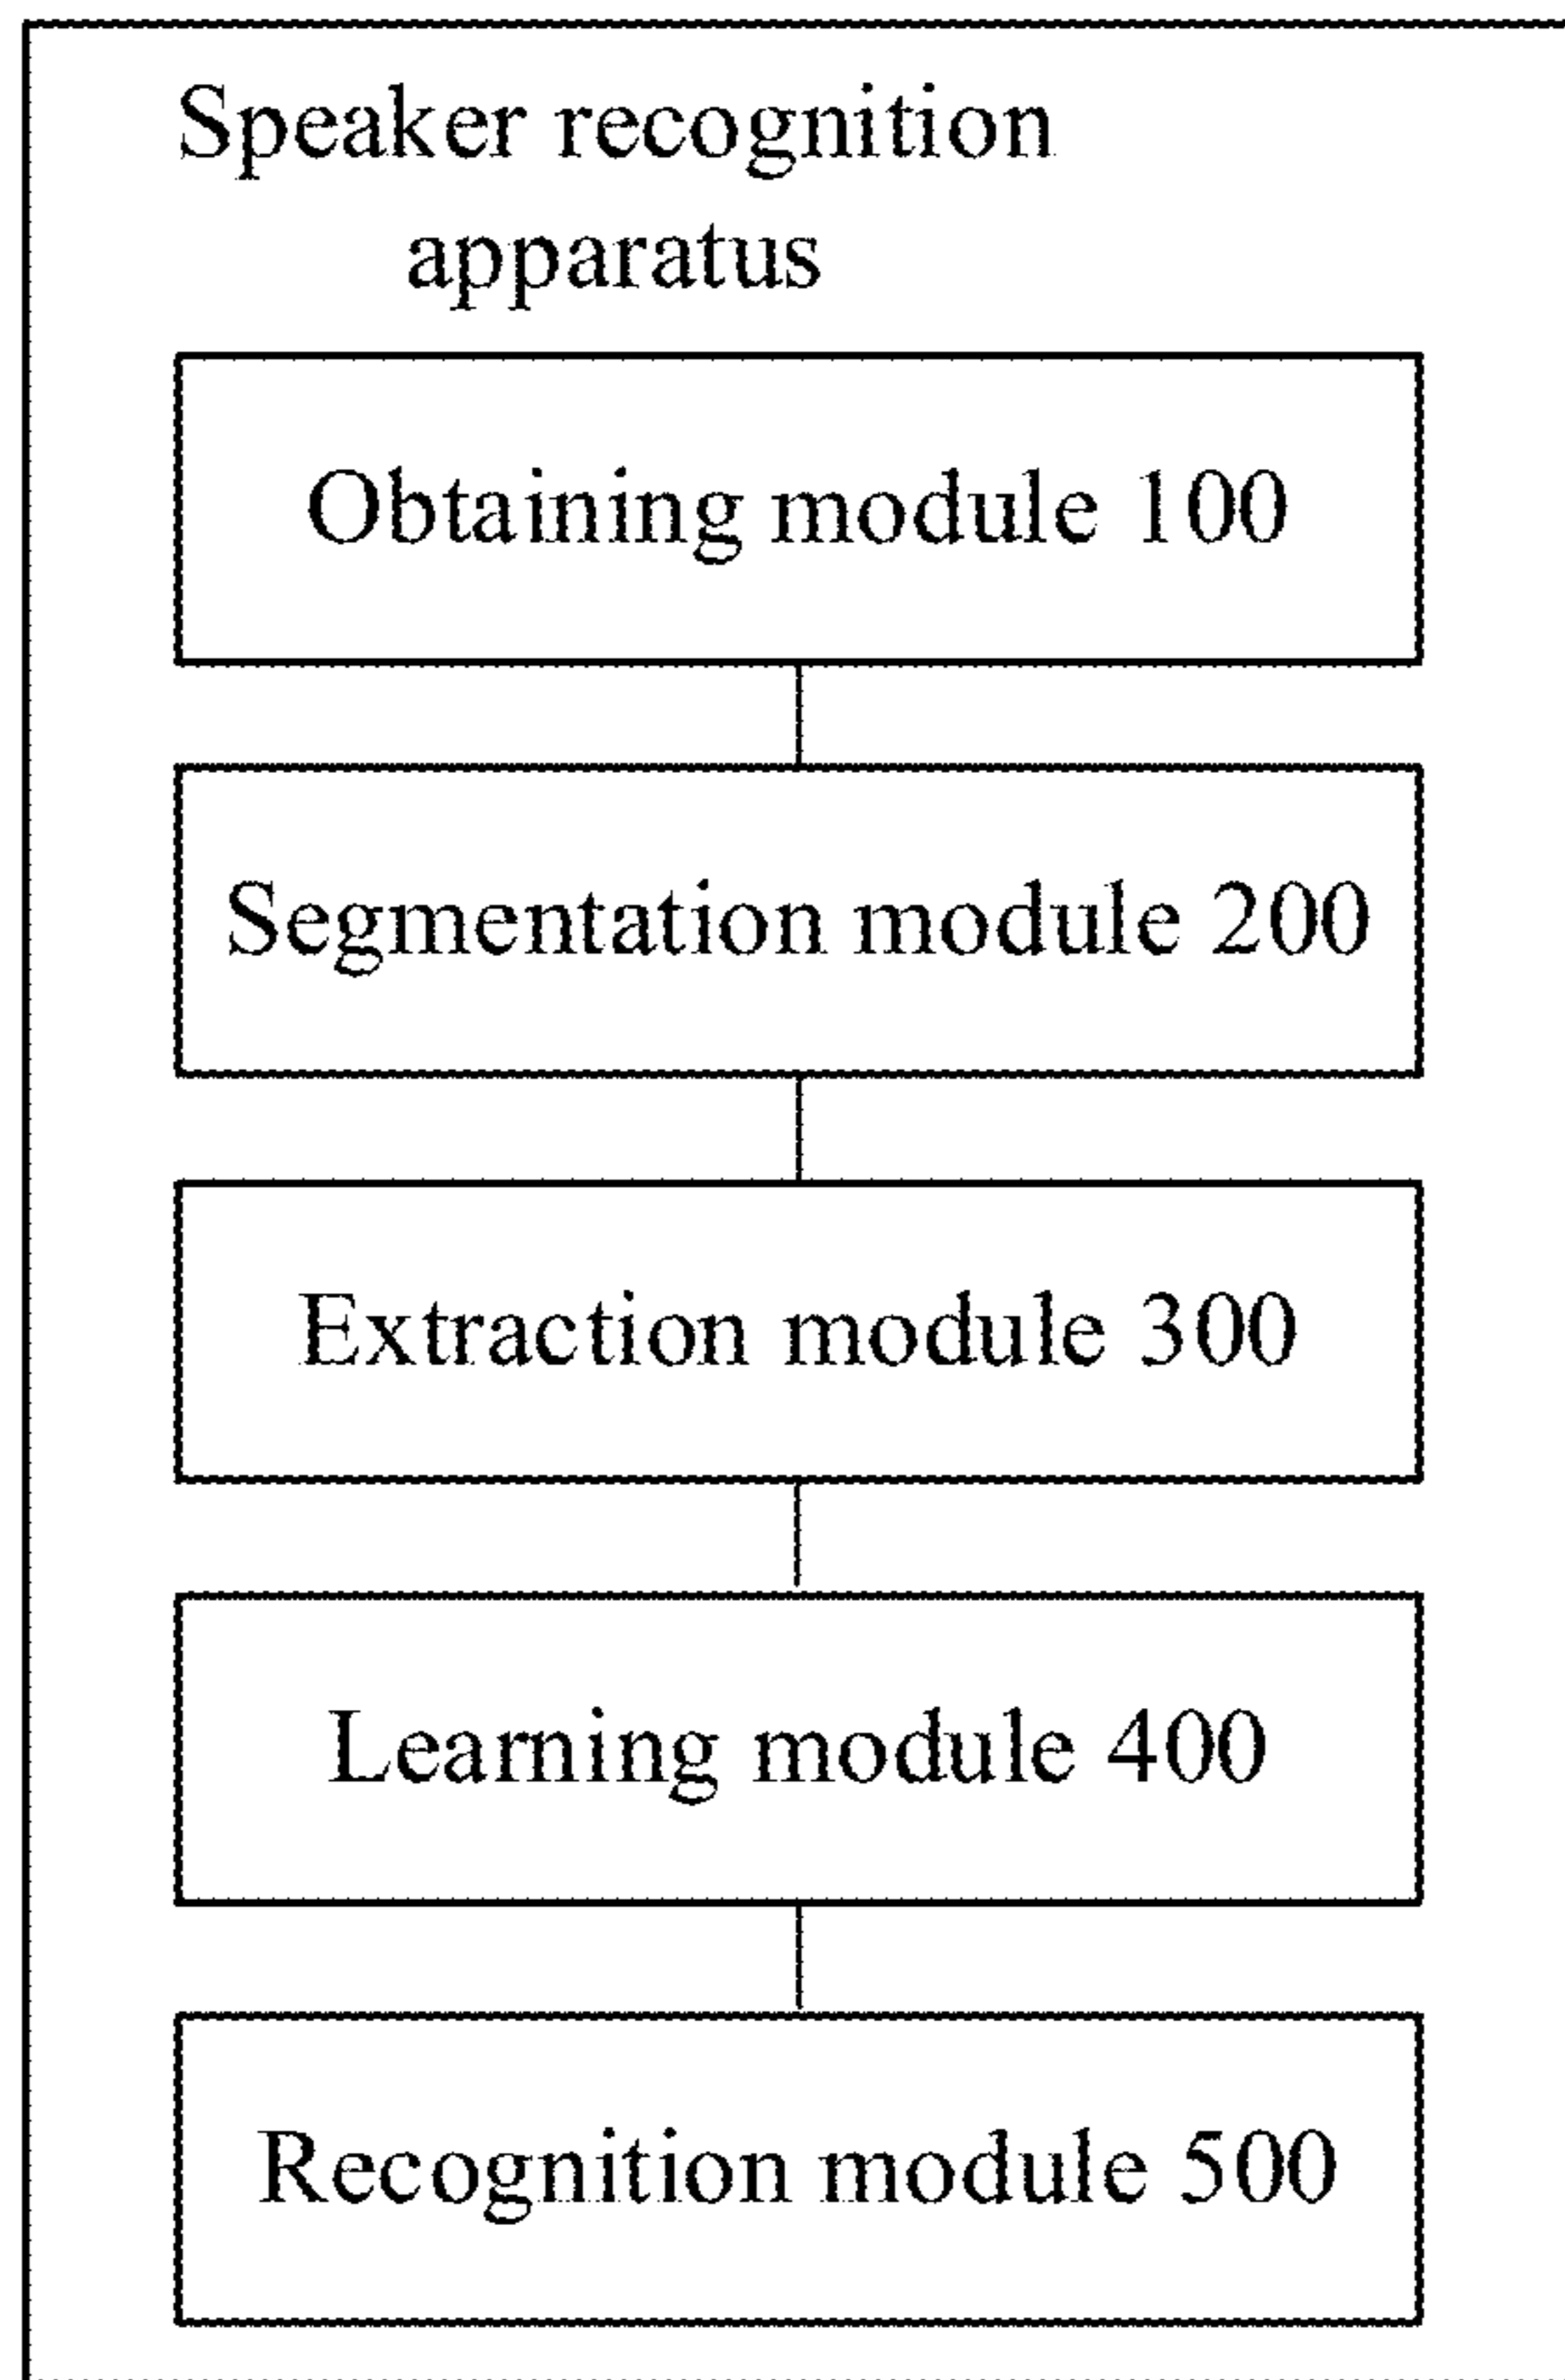 Speaker recognition
apparatus
Obtaining module 100
Segmentation module 200
Extraction module 300
Learning module 400
Recognition module 500